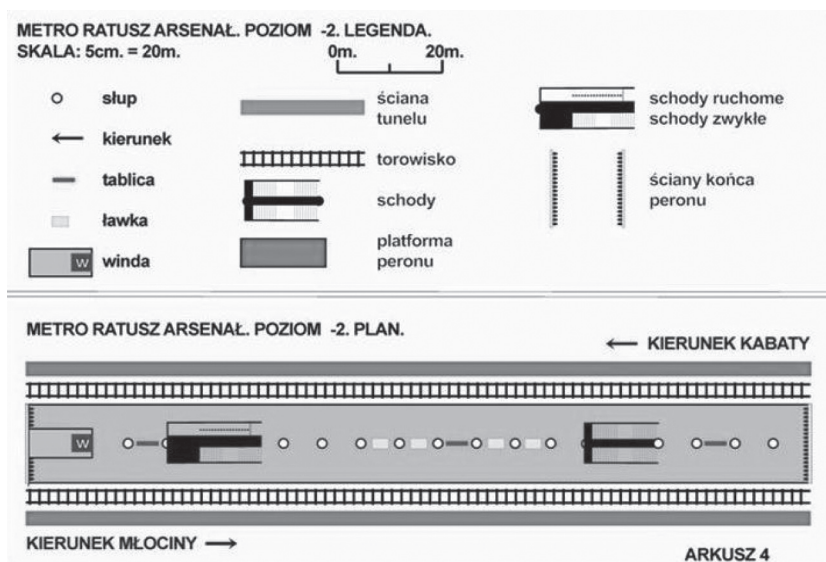 METRO RATUSZ ARSENAŁ. POZIOM -2. LEGENDA.
SKALA: 5cm. = 20m.
0m. 20m.
słup
kierunek
tablica
ławka
W winda
ściana
tunelu
torowisko
schody
platforma
peronu
schody ruchome
schody zwykłe
ściany końca
peronu
METRO RATUSZ ARSENAŁ. POZIOM -2. PLAN.
KIERUNEK KABATY
W
KIERUNEK MŁOCINY
ARKUSZ 4